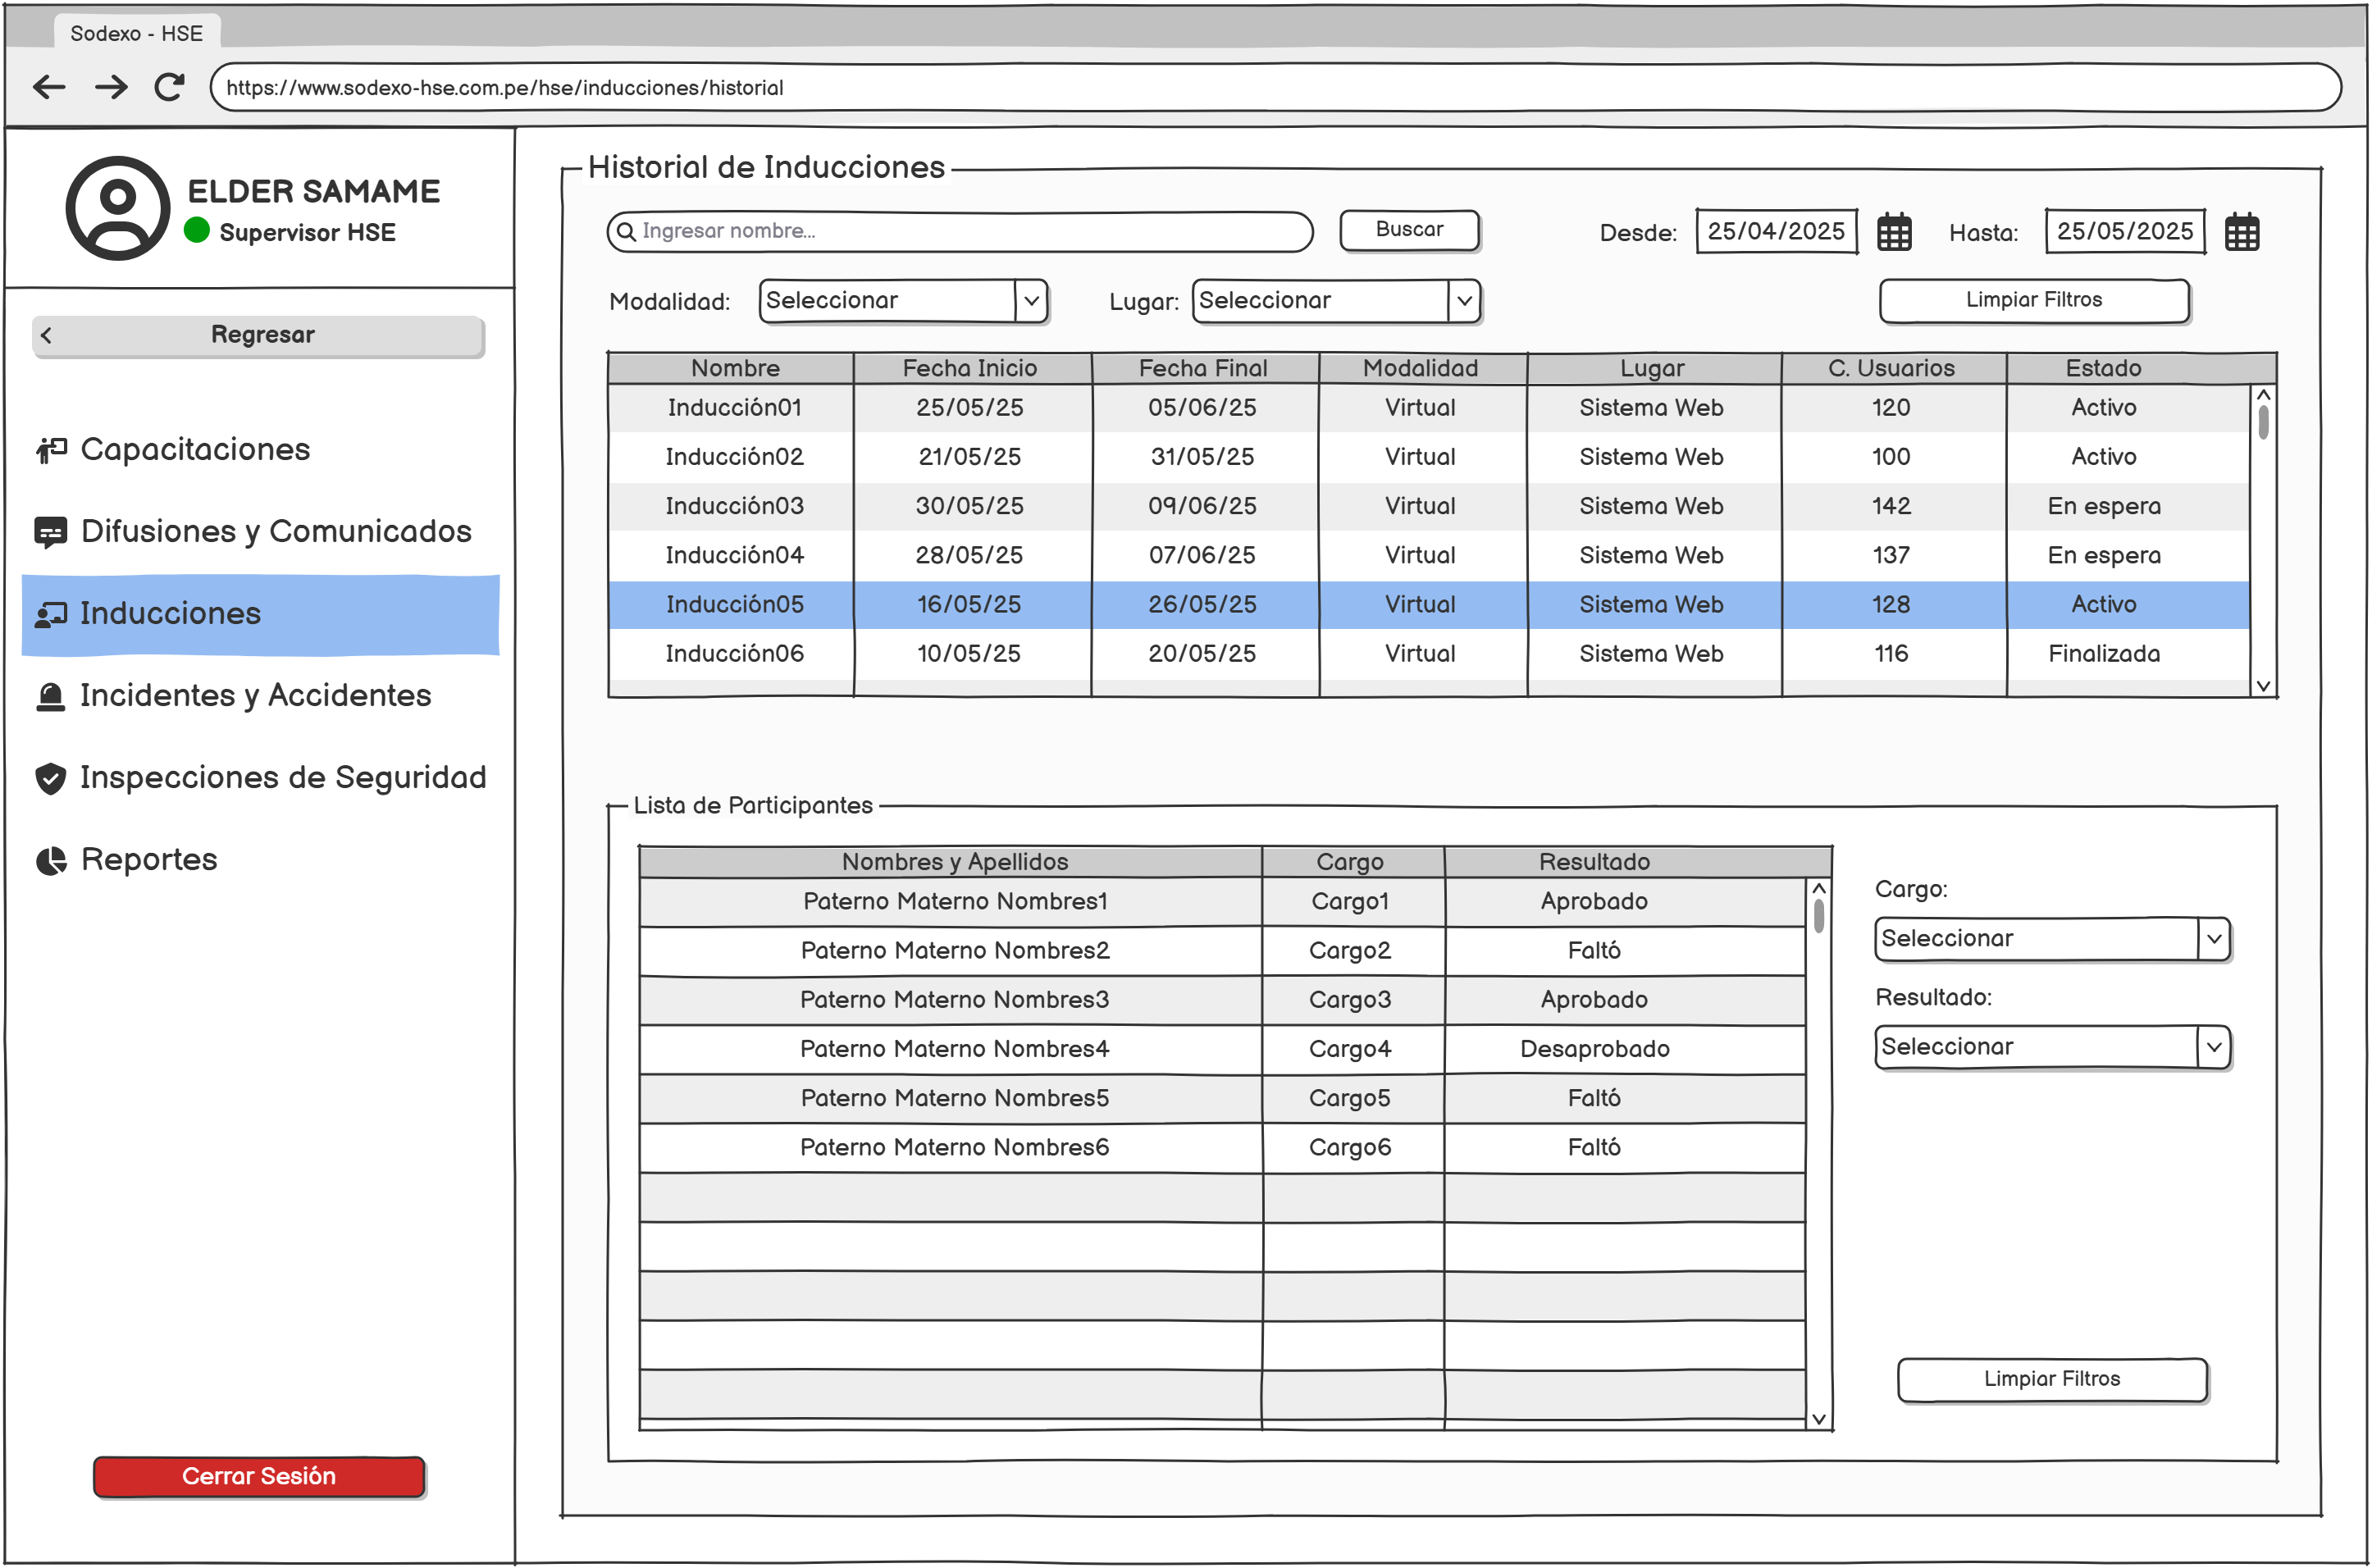 Sodexo - HSE
https://www.sodexo-hse.com.pe/hse/inducciones/historial
ELDER SAMAME
Supervisor HSE
Regresar
Capacitaciones
Difusiones y Comunicados
Inducciones
Incidentes y Accidentes
Inspecciones de Seguridad
Reportes
Cerrar Sesión
Historial de Inducciones
Ingresar nombre...
Buscar
Desde: 25/04/2025
Hasta: 25/05/2025
Modalidad: Seleccionar
Lugar: Seleccionar
Limpiar Filtros
Nombre Fecha Inicio Fecha Final Modalidad Lugar C. Usuarios Estado
Inducción01 25/05/25 05/06/25 Virtual Sistema Web 120 Activo
Inducción02 21/05/25 31/05/25 Virtual Sistema Web 100 Activo
Inducción03 30/05/25 09/06/25 Virtual Sistema Web 142 En espera
Inducción04 28/05/25 07/06/25 Virtual Sistema Web 137 En espera
Inducción05 16/05/25 26/05/25 Virtual Sistema Web 128 Activo
Inducción06 10/05/25 20/05/25 Virtual Sistema Web 116 Finalizada
Lista de Participantes
Nombres y Apellidos Cargo Resultado
Paterno Materno Nombres1 Cargo1 Aprobado
Paterno Materno Nombres2 Cargo2 Faltó
Paterno Materno Nombres3 Cargo3 Aprobado
Paterno Materno Nombres4 Cargo4 Desaprobado
Paterno Materno Nombres5 Cargo5 Faltó
Paterno Materno Nombres6 Cargo6 Faltó
Cargo:
Seleccionar
Resultado:
Seleccionar
Limpiar Filtros